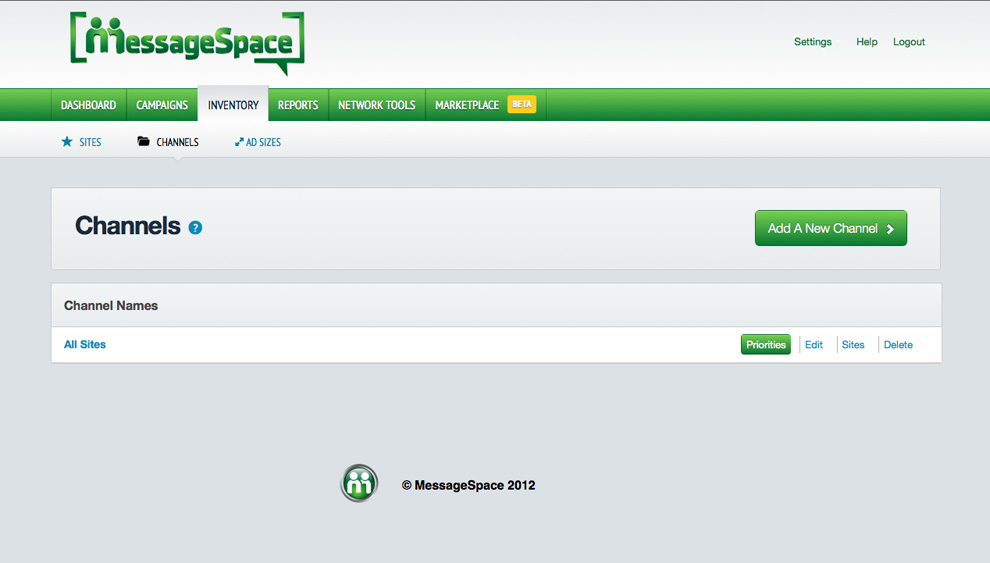 MessageSpace
Settings Help Logout
DASHBOARD CAMPAIGNS INVENTORY REPORTS NETWORK TOOLS MARKETPLACE BETA
SITES CHANNELS AD SIZES
Channels ?
Add A New Channel
Channel Names
All Sites Priorities Edit Sites Delete
© MessageSpace 2012